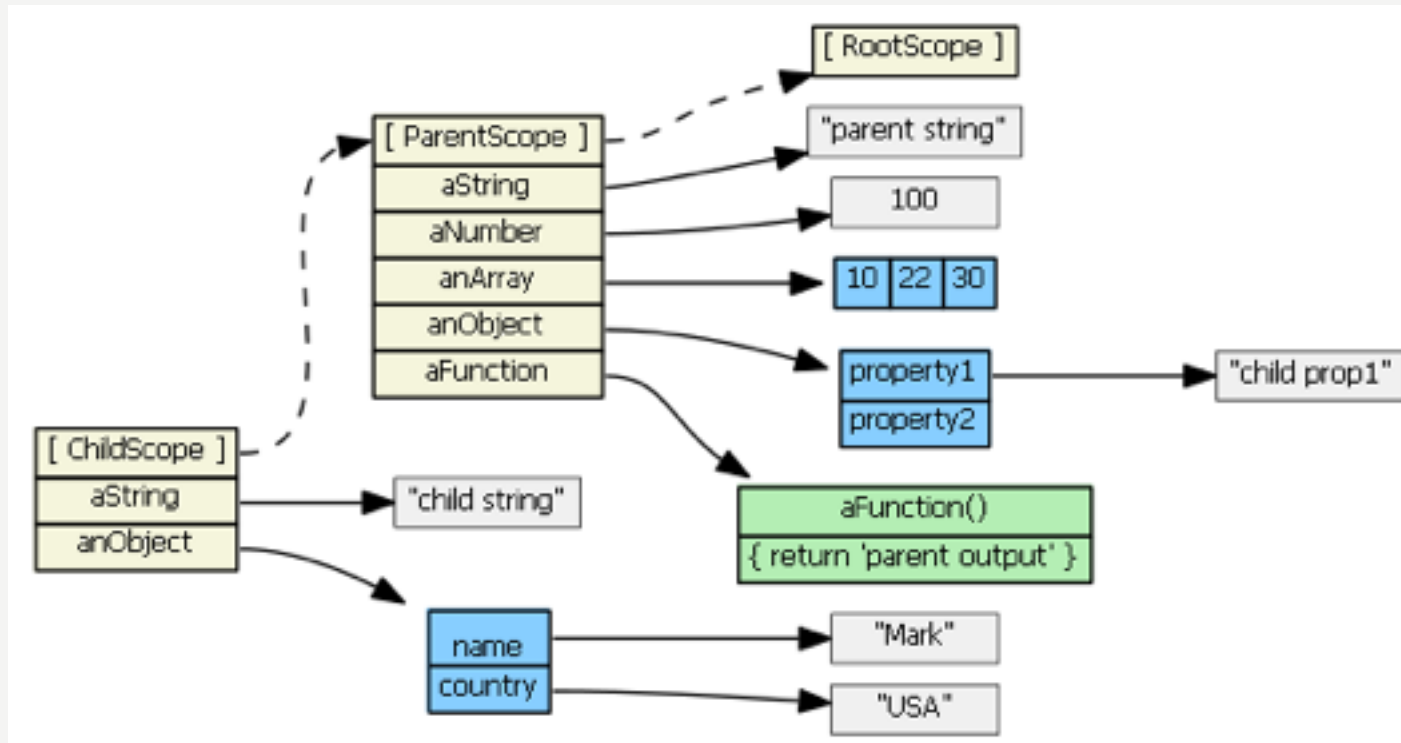 [ RootScope ]
[ ParentScope ]
"parent string"
aString
100
aNumber
anArray
10 22 30
anObject
aFunction
property1
"child prop1"
property2
[ ChildScope ]
aString
"child string"
anObject
aFunction()
{ return 'parent output' }
name
"Mark"
country
"USA"